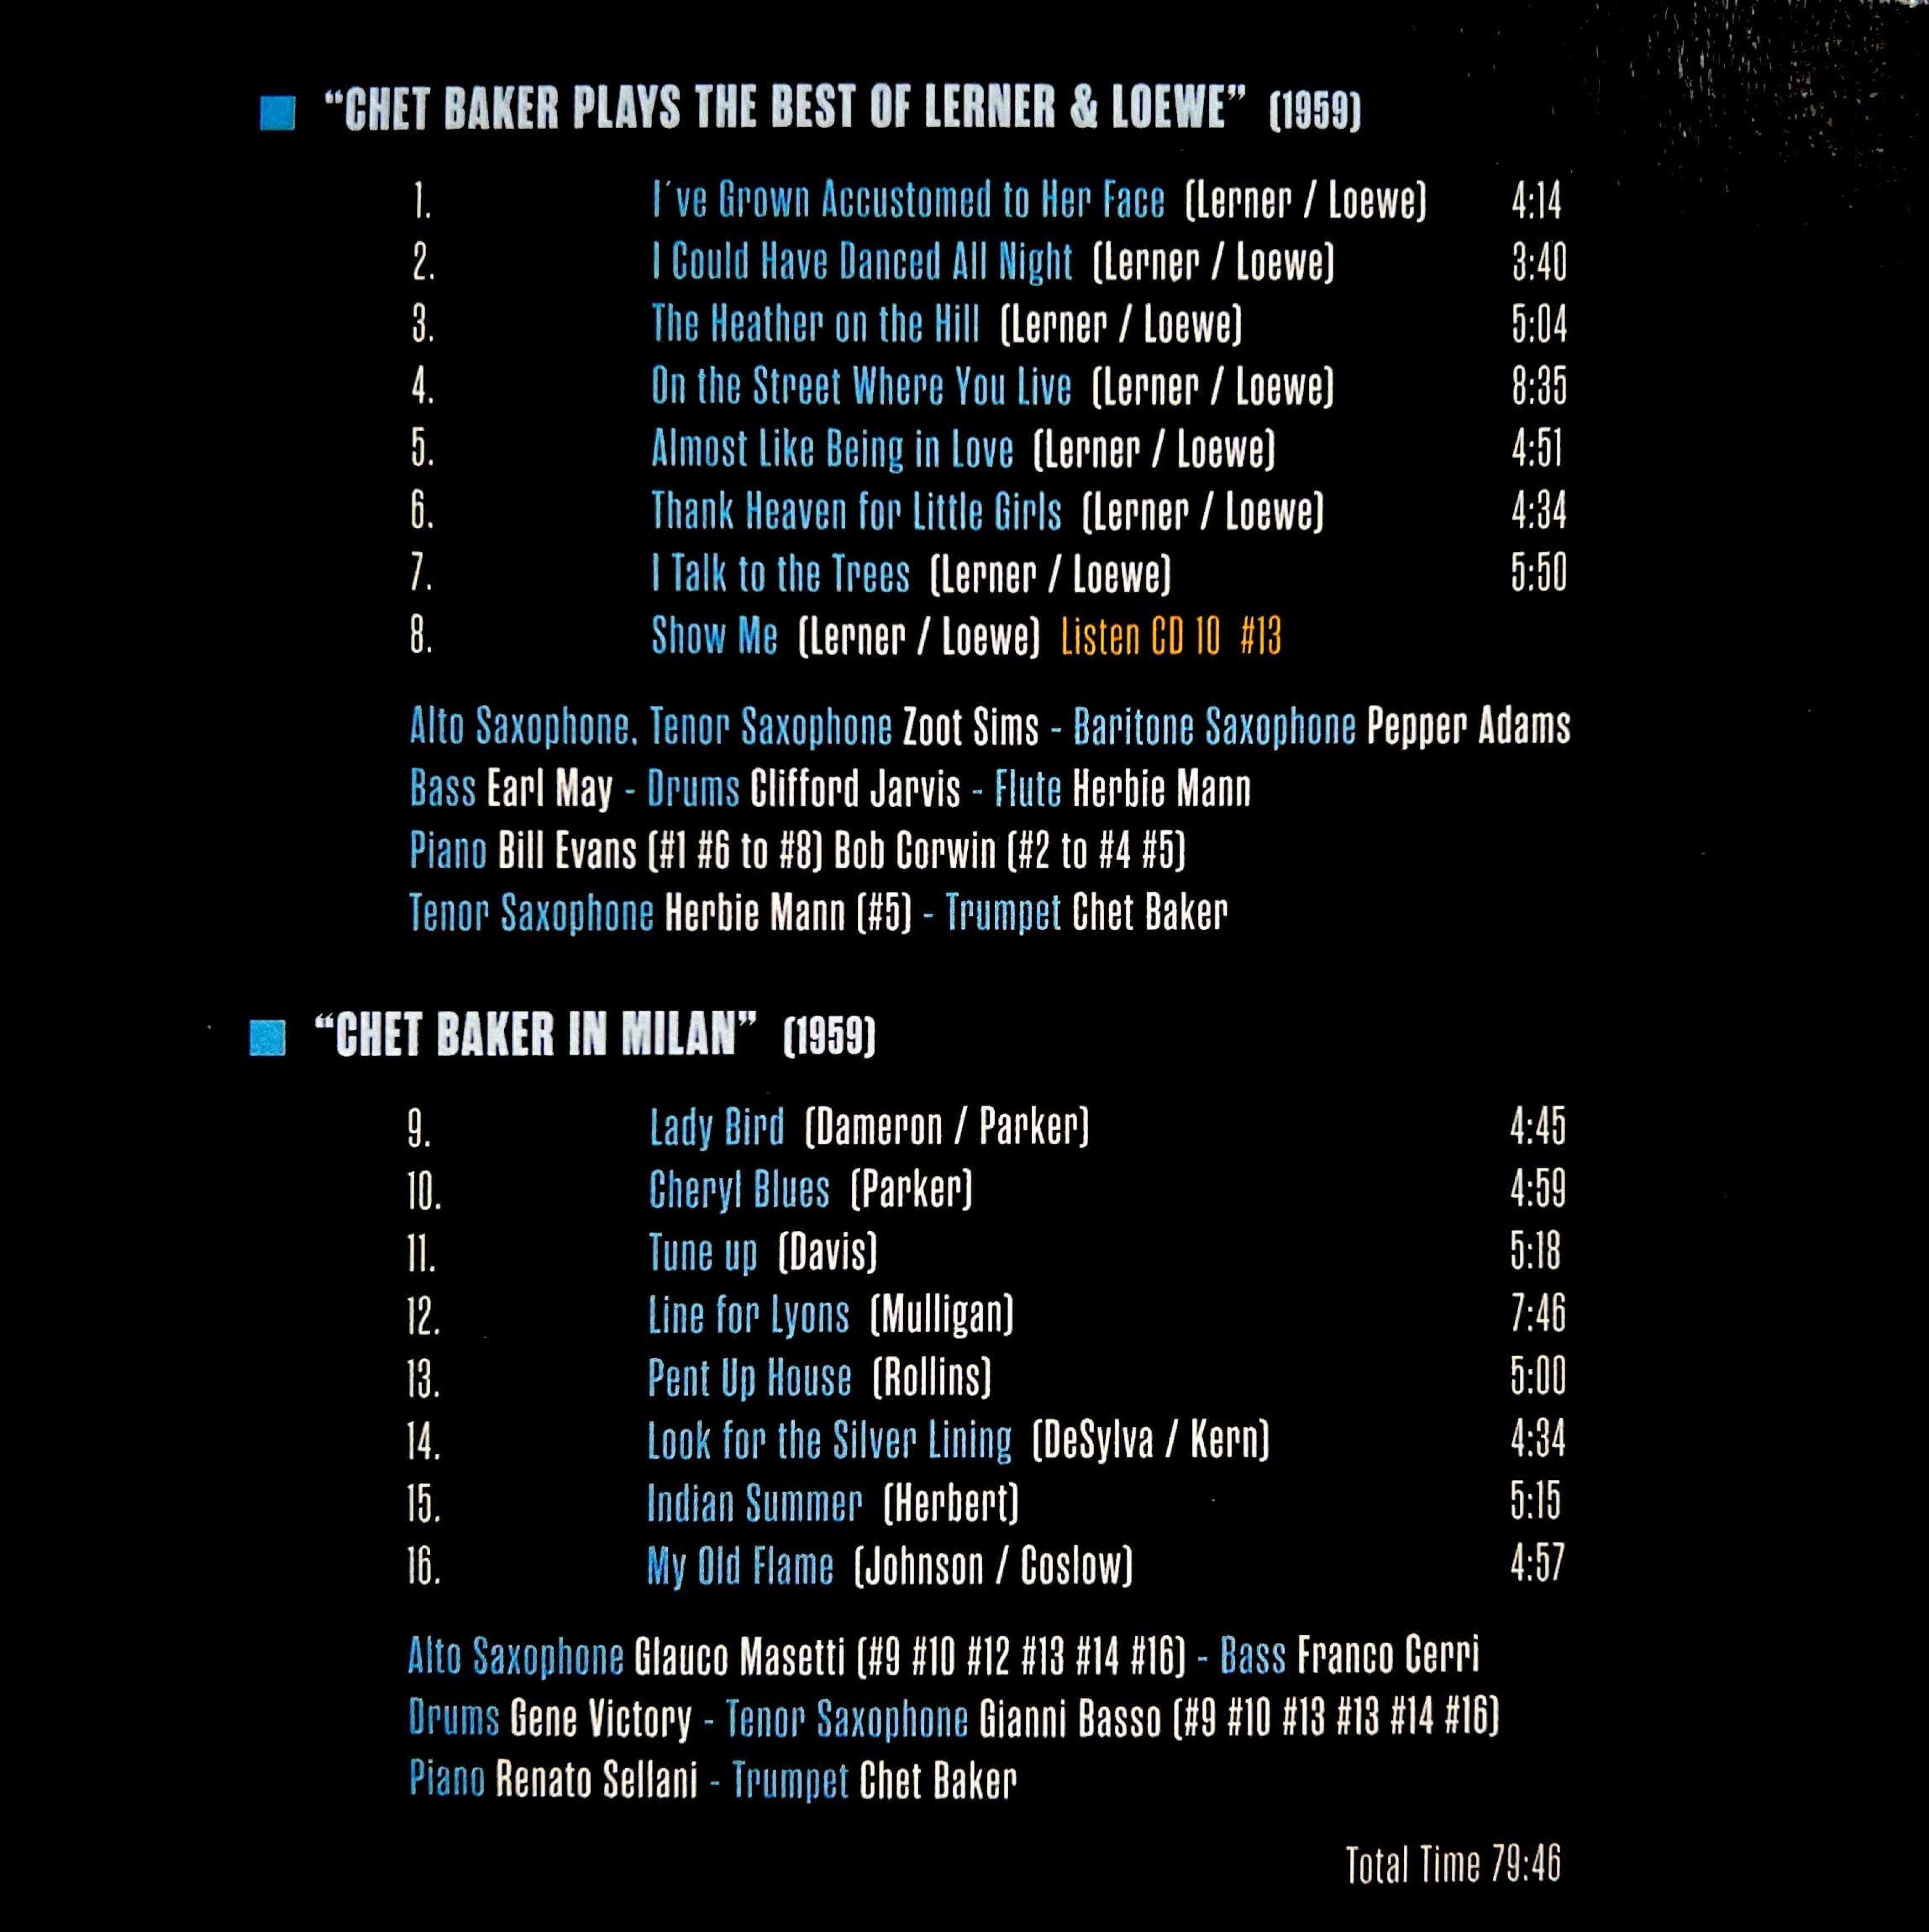 “CHET BAKER PLAYS THE BEST OF LERNER & LOEWE” (1959)
1. I´ve Grown Accustomed to Her Face (Lerner / Loewe) 4:14
2. I Could Have Danced All Night (Lerner / Loewe) 3:40
3. The Heather on the Hill (Lerner / Loewe) 5:04
4. On the Street Where You Live (Lerner / Loewe) 8:35
5. Almost Like Being in Love (Lerner / Loewe) 4:51
6. Thank Heaven for Little Girls (Lerner / Loewe) 4:34
7. I Talk to the Trees (Lerner / Loewe) 5:50
8. Show Me (Lerner / Loewe) Listen CD 10 #13
Alto Saxophone. Tenor Saxophone Zoot Sims - Baritone Saxophone Pepper Adams
Bass Earl May - Drums Clifford Jarvis - Flute Herbie Mann
Piano Bill Evans (#1 #6 to #8) Bob Corwin (#2 to #4 #5)
Tenor Saxophone Herbie Mann (#5) - Trumpet Chet Baker
“CHET BAKER IN MILAN” (1959)
9. Lady Bird (Dameron / Parker) 4:45
10. Cheryl Blues (Parker) 4:59
11. Tune up (Davis) 5:18
12. Line for Lyons (Mulligan) 7:46
13. Pent Up House (Rollins) 5:00
14. Look for the Silver Lining (DeSylva / Kern) 4:34
15. Indian Summer (Herbert) 5:15
16. My Old Flame (Johnson / Coslow) 4:57
Alto Saxophone Glauco Masetti (#9 #10 #12 #13 #14 #16) - Bass Franco Cerri
Drums Gene Victory - Tenor Saxophone Gianni Basso (#9 #10 #13 #13 #14 #16)
Piano Renato Sellani - Trumpet Chet Baker
Total Time 79:46